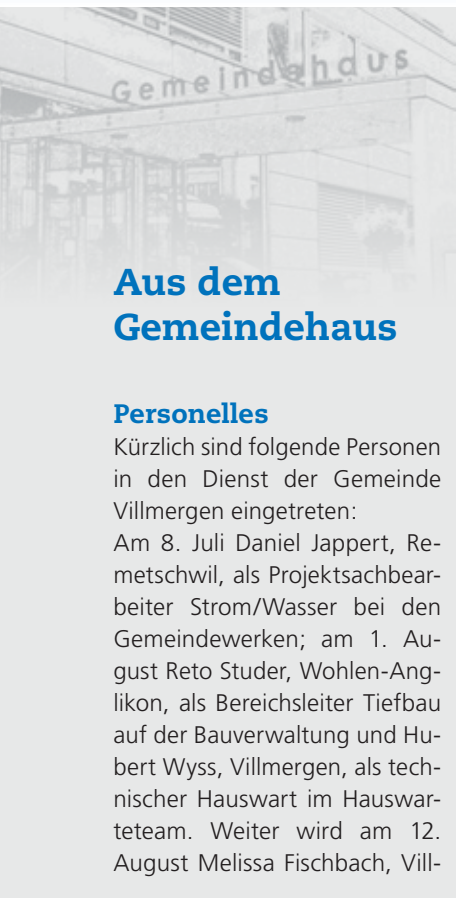 Gemeindehaus
Aus dem
Gemeindehaus
Personelles
Kürzlich sind folgende Personen
in den Dienst der Gemeinde
Villmergen eingetreten:
Am 8. Juli Daniel Jappert, Re-
metschwil, als Projektsachbear-
beiter Strom/Wasser bei den
Gemeindewerken; am 1. Au-
gust Reto Studer, Wohlen-Ang-
likon, als Bereichsleiter Tiefbau
auf der Bauverwaltung und Hu-
bert Wyss, Villmergen, als tech-
nischer Hauswart im Hauswar-
teteam. Weiter wird am 12.
August Melissa Fischbach, Vill-